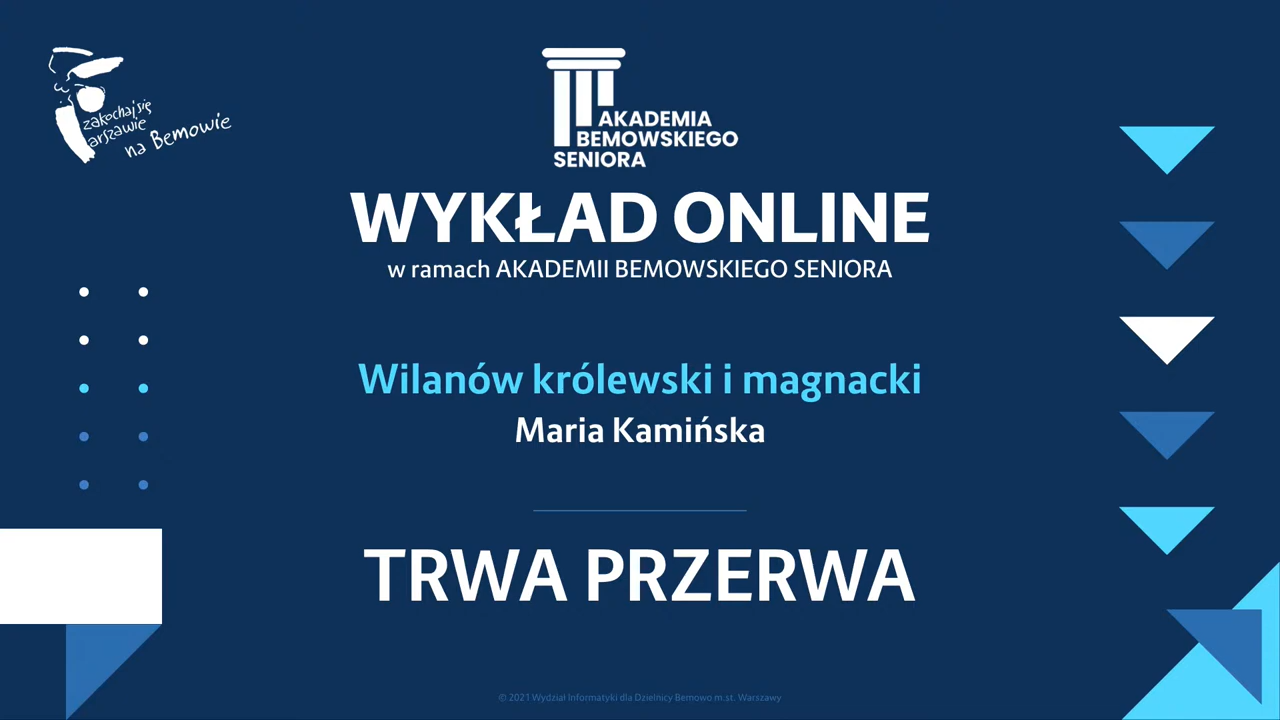 zakochaj się
arszawie
na Bemowie
AKADEMIA
BEMOWSKIEGO
SENIORA
WYKŁAD ONLINE
w ramach AKADEMII BEMOWSKIEGO SENIORA
Wilanów królewski i magnacki
Maria Kamińska
TRWA PRZERWA
© 2021 Wydział Informatyki dla Dzielnicy Bemowo m.st. Warszawy